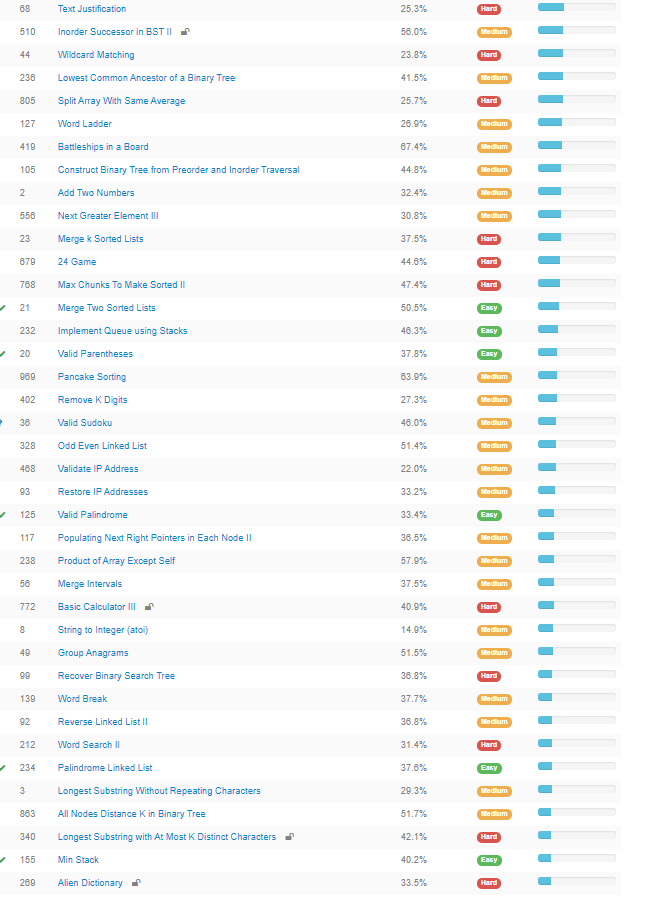 68 Text Justification 25.3% Hard
510 Inorder Successor in BST II 56.0% Medium
44 Wildcard Matching 23.8% Hard
236 Lowest Common Ancestor of a Binary Tree 41.5% Medium
805 Split Array With Same Average 25.7% Hard
127 Word Ladder 26.9% Medium
419 Battleships in a Board 67.4% Medium
105 Construct Binary Tree from Preorder and Inorder Traversal 44.8% Medium
2 Add Two Numbers 32.4% Medium
556 Next Greater Element III 30.8% Medium
23 Merge k Sorted Lists 37.5% Hard
679 24 Game 44.6% Hard
768 Max Chunks To Make Sorted II 47.4% Hard
21 Merge Two Sorted Lists 50.5% Easy
232 Implement Queue using Stacks 46.3% Easy
20 Valid Parentheses 37.8% Easy
969 Pancake Sorting 63.9% Medium
402 Remove K Digits 27.3% Medium
36 Valid Sudoku 46.0% Medium
328 Odd Even Linked List 51.4% Medium
468 Validate IP Address 22.0% Medium
93 Restore IP Addresses 33.2% Medium
125 Valid Palindrome 33.4% Easy
117 Populating Next Right Pointers in Each Node II 36.5% Medium
238 Product of Array Except Self 57.9% Medium
56 Merge Intervals 37.5% Medium
772 Basic Calculator III 40.9% Hard
8 String to Integer (atoi) 14.9% Medium
49 Group Anagrams 51.5% Medium
99 Recover Binary Search Tree 36.8% Hard
139 Word Break 37.7% Medium
92 Reverse Linked List II 36.8% Medium
212 Word Search II 31.4% Hard
234 Palindrome Linked List 37.6% Easy
3 Longest Substring Without Repeating Characters 29.3% Medium
863 All Nodes Distance K in Binary Tree 51.7% Medium
340 Longest Substring with At Most K Distinct Characters 42.1% Hard
155 Min Stack 40.2% Easy
269 Alien Dictionary 33.5% Hard